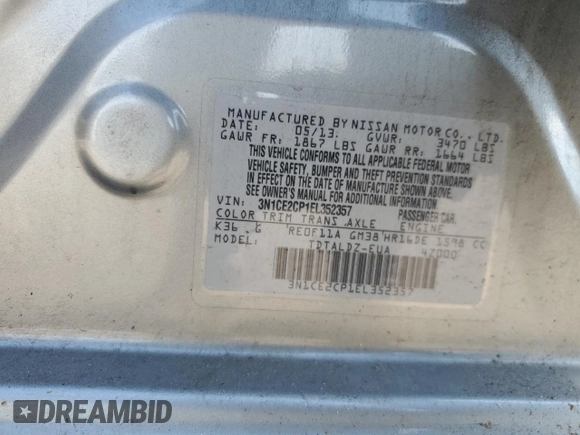 MANUFACTURED BY NISSAN MOTOR CO., LTD.
DATE: 05/13 GVWR: 3470 LBS
GAWR FR: 1867 LBS GAWR RR: 1664 LBS
THIS VEHICLE CONFORMS TO ALL APPLICABLE FEDERAL MOTOR
VEHICLE SAFETY, BUMPER AND THEFT PREVENTION STANDARDS
IN EFFECT ON THE DATE OF MANUFACTURE SHOWN ABOVE.
SEE OWNER'S MANUAL FOR ADDITIONAL INFORMATION
VIN: 3N1CE2CP1EL352357 PASSENGER CAR
COLOR TRIM TRANS AXLE ENGINE
K36 G RE0F11A GM38 HR16DE 1598 CC
MODEL: TDTALDZ-EUA 47000
3N1CE2CP1EL352357
DREAMBID